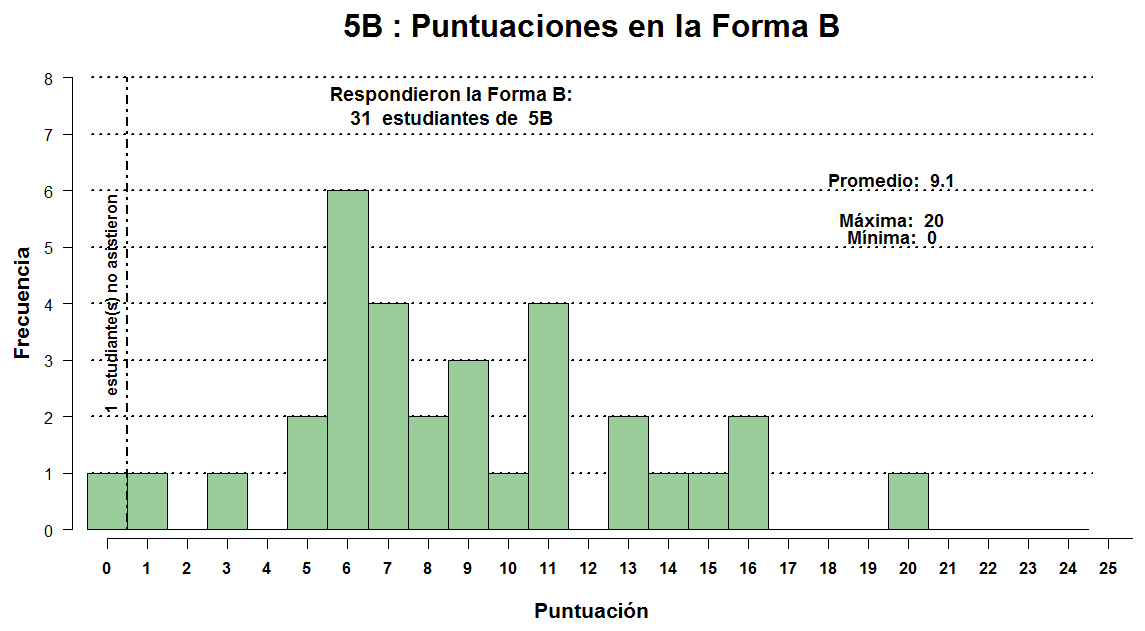 5B : Puntuaciones en la Forma B
Respondieron la Forma B:
31 estudiantes de 5B
Promedio: 9.1
Máxima: 20
Mínima: 0
1 estudiante(s) no asistieron
Frecuencia
8
7
6
5
4
3
2
1
0
0 1 2 3 4 5 6 7 8 9 10 11 12 13 14 15 16 17 18 19 20 21 22 23 24 25
Puntuación